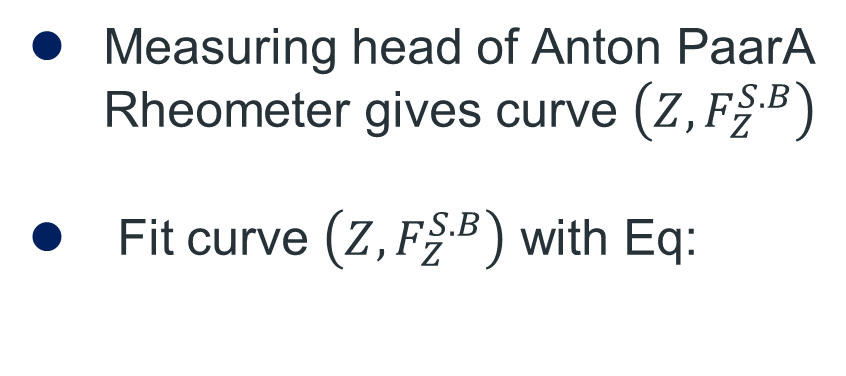 ● Measuring head of Anton PaarA
Rheometer gives curve (Z, F_Z^{S.B})
● Fit curve (Z, F_Z^{S.B}) with Eq: